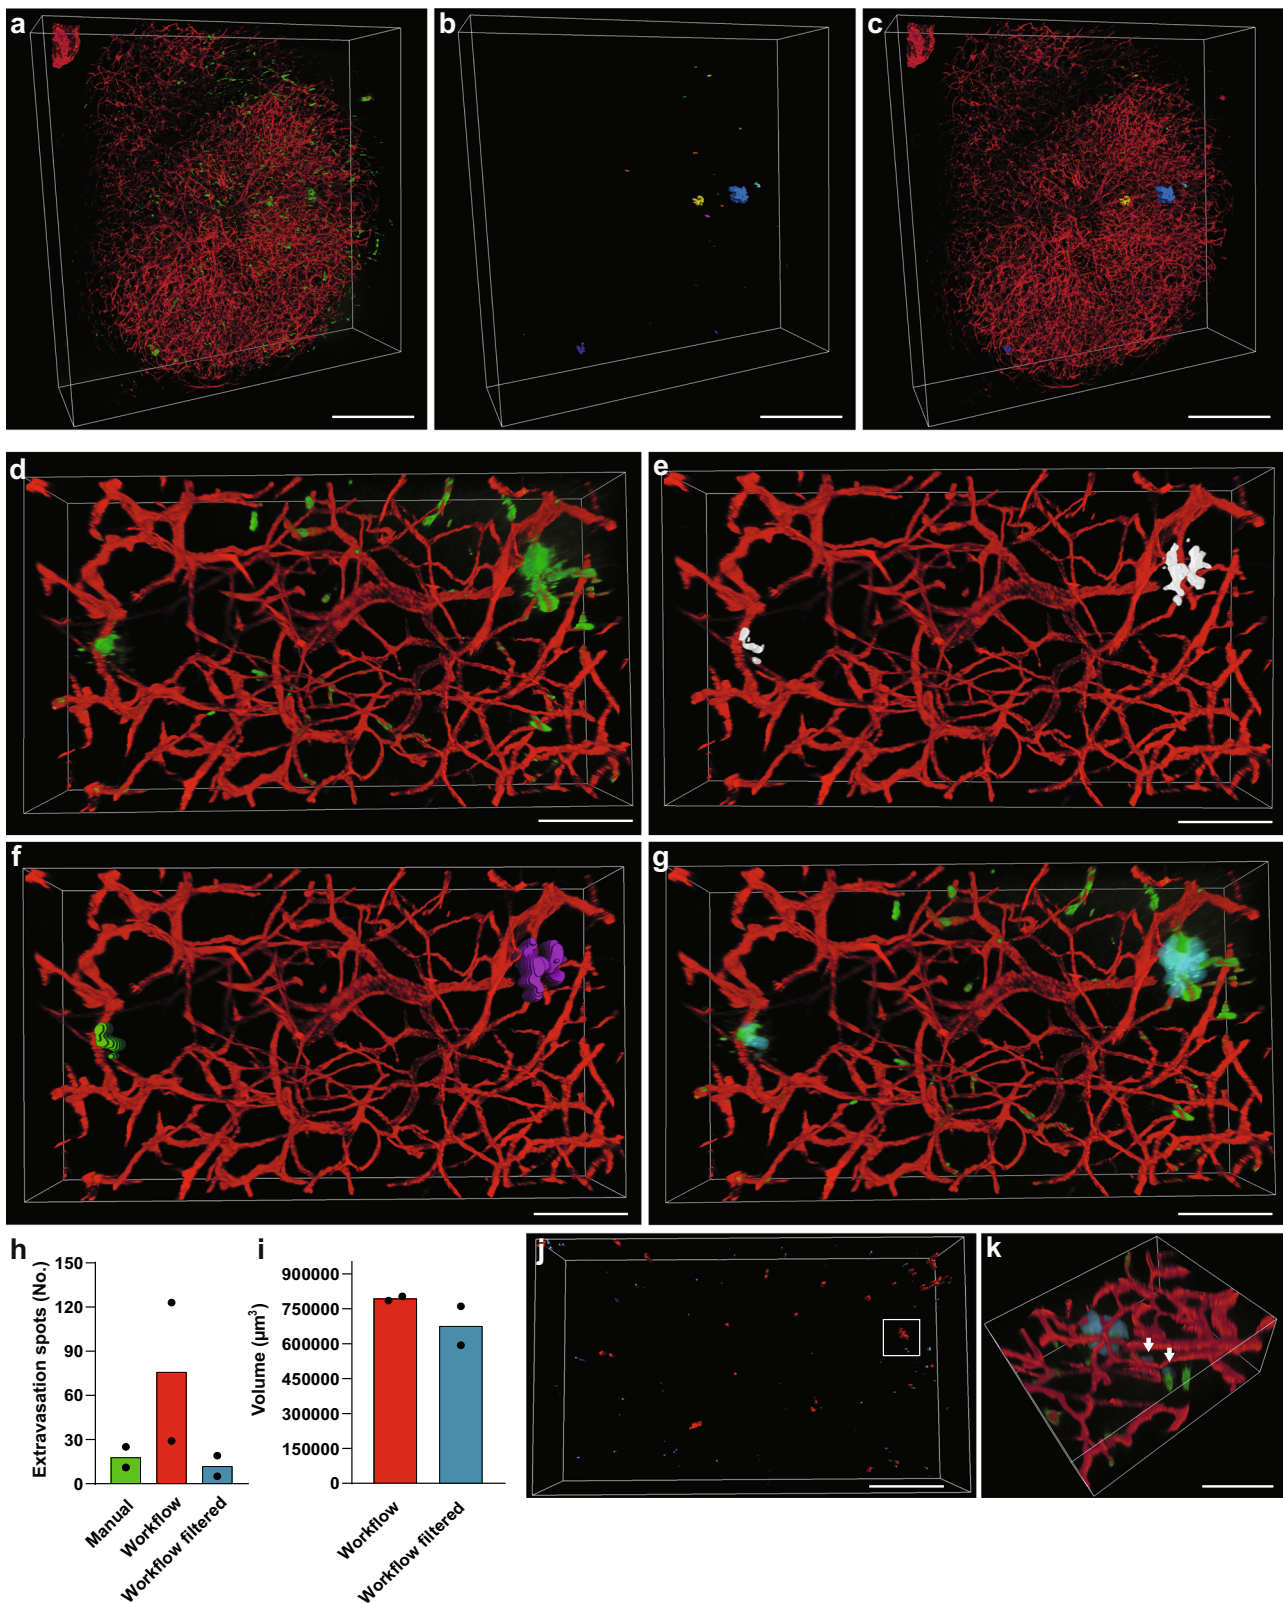 a
b
c
d
e
f
g
h
150
120
90
60
30
0
Extravasation spots (No.)
Manual
Workflow
Workflow filtered
i
900000
750000
600000
450000
300000
150000
0
Volume (µm³)
Workflow
Workflow filtered
j
k